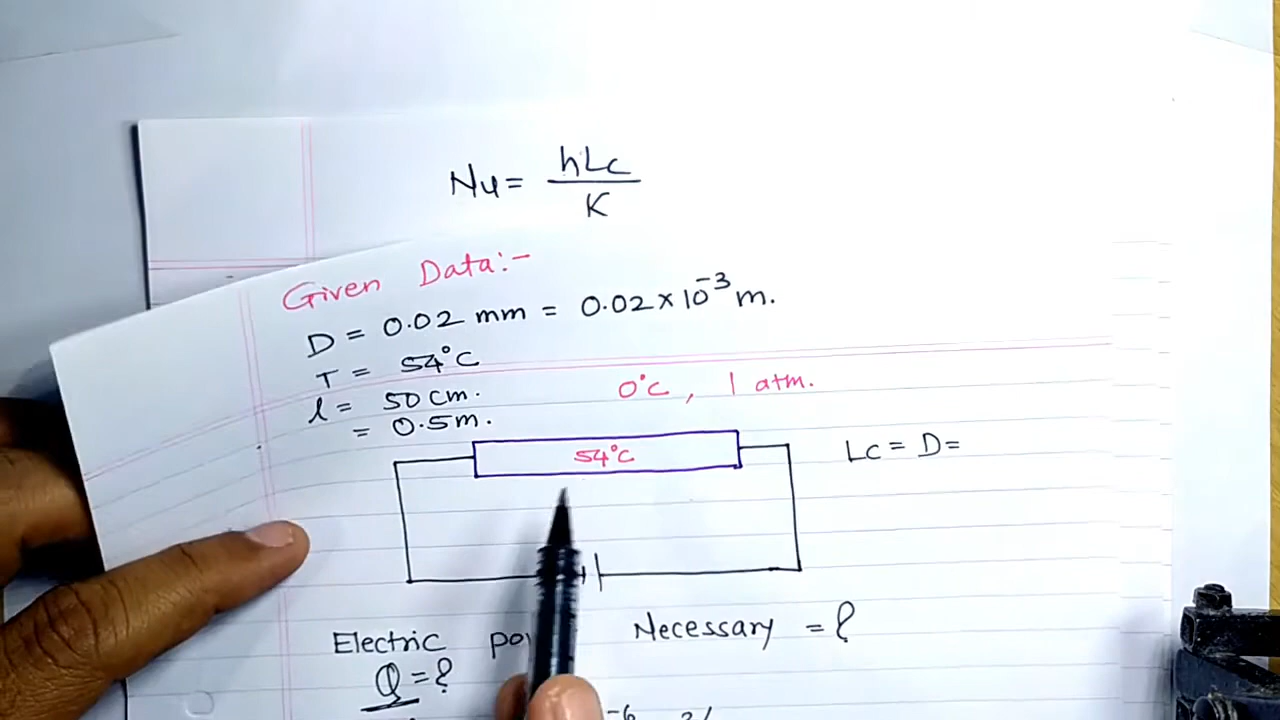 Nu = hLc / K
Given Data:-
D = 0.02 mm = 0.02 × 10⁻³ m.
T = 54°C
l = 50 cm.
= 0.5 m.
0°C, 1 atm.
54°C
Lc = D =
Electric Necessary = ?
Q = ?